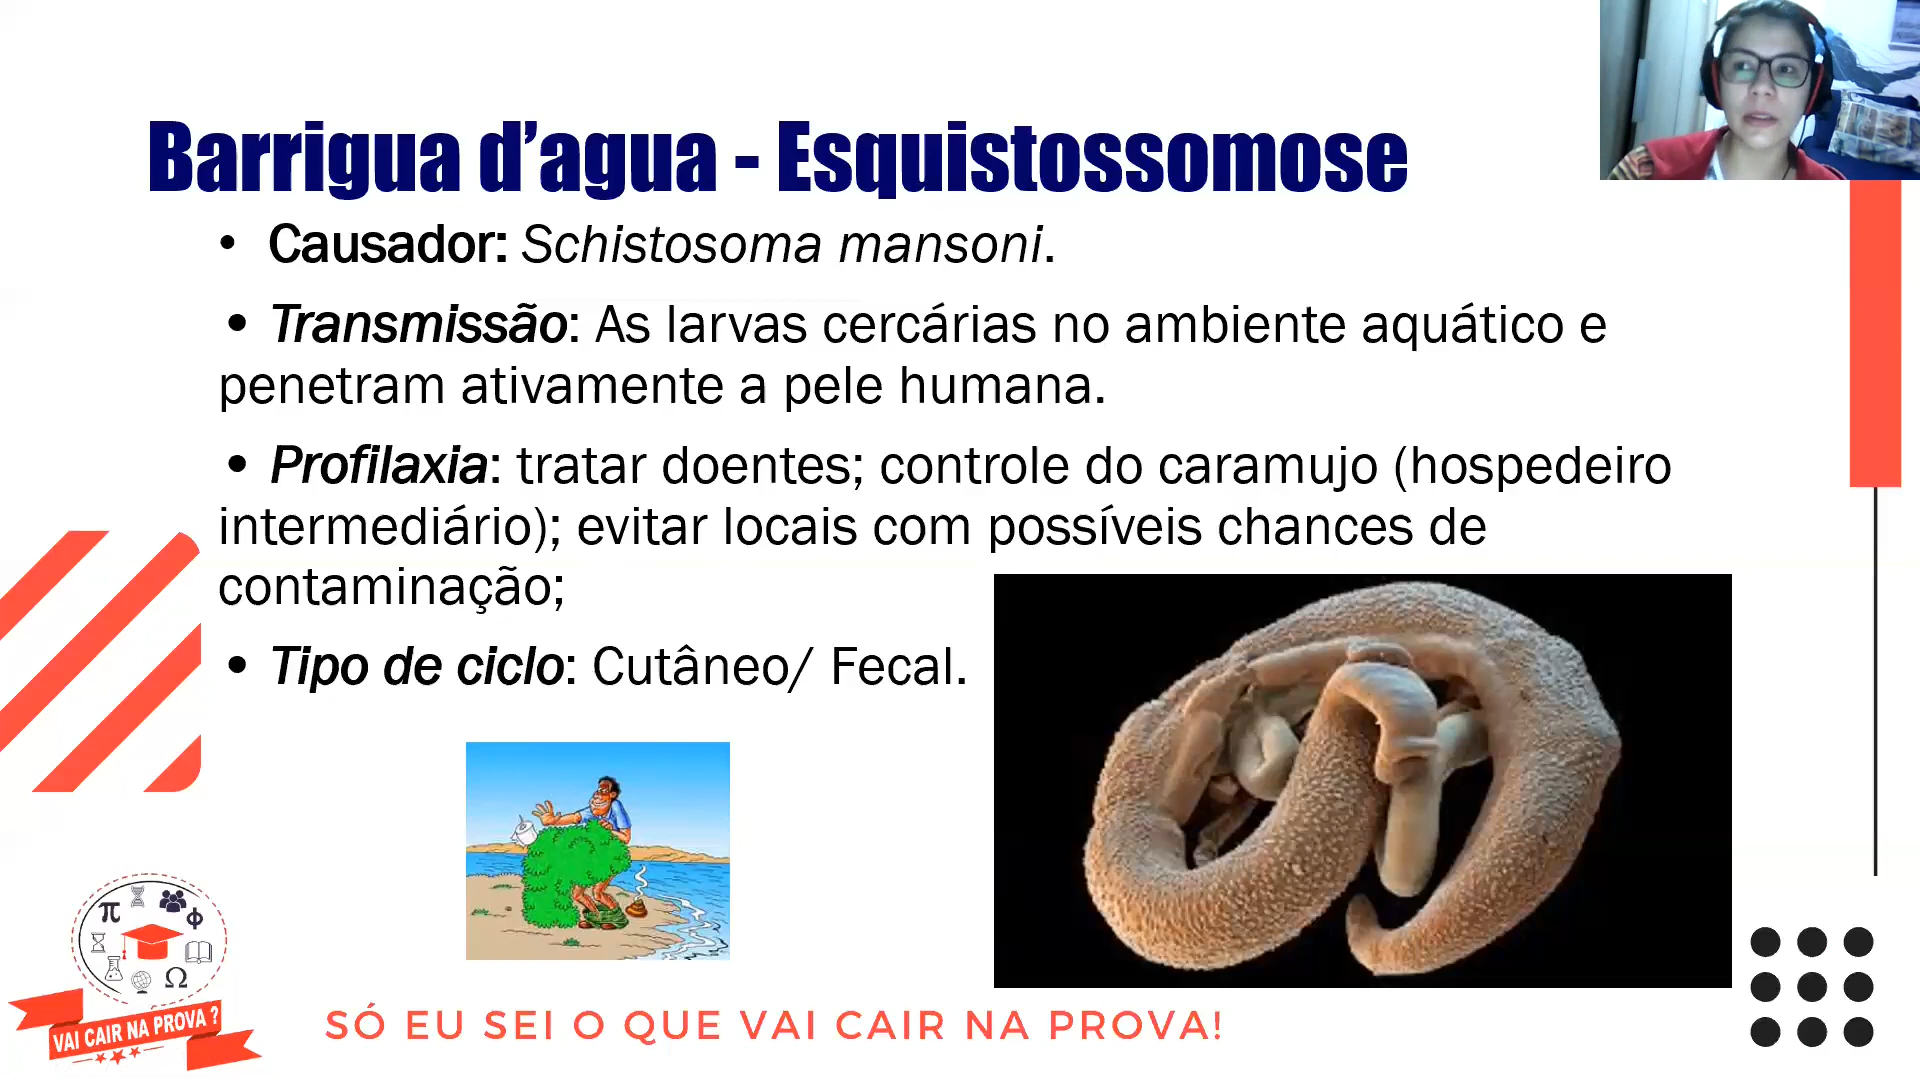 Barrigua d’agua - Esquistossomose
• Causador: Schistosoma mansoni.
• Transmissão: As larvas cercárias no ambiente aquático e
penetram ativamente a pele humana.
• Profilaxia: tratar doentes; controle do caramujo (hospedeiro
intermediário); evitar locais com possíveis chances de
contaminação;
• Tipo de ciclo: Cutâneo/ Fecal.
π
Φ
Ω
VAI CAIR NA PROVA ?
SÓ EU SEI O QUE VAI CAIR NA PROVA!